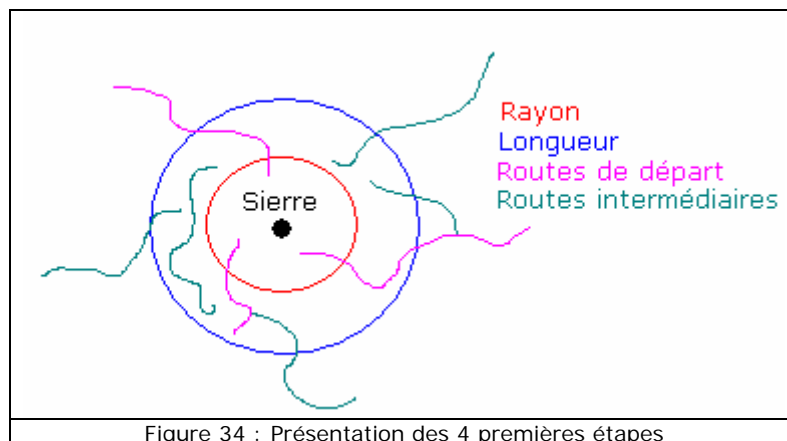 Rayon
Longueur
Routes de départ
Routes intermédiaires
Sierre
Figure 34 : Présentation des 4 premières étapes